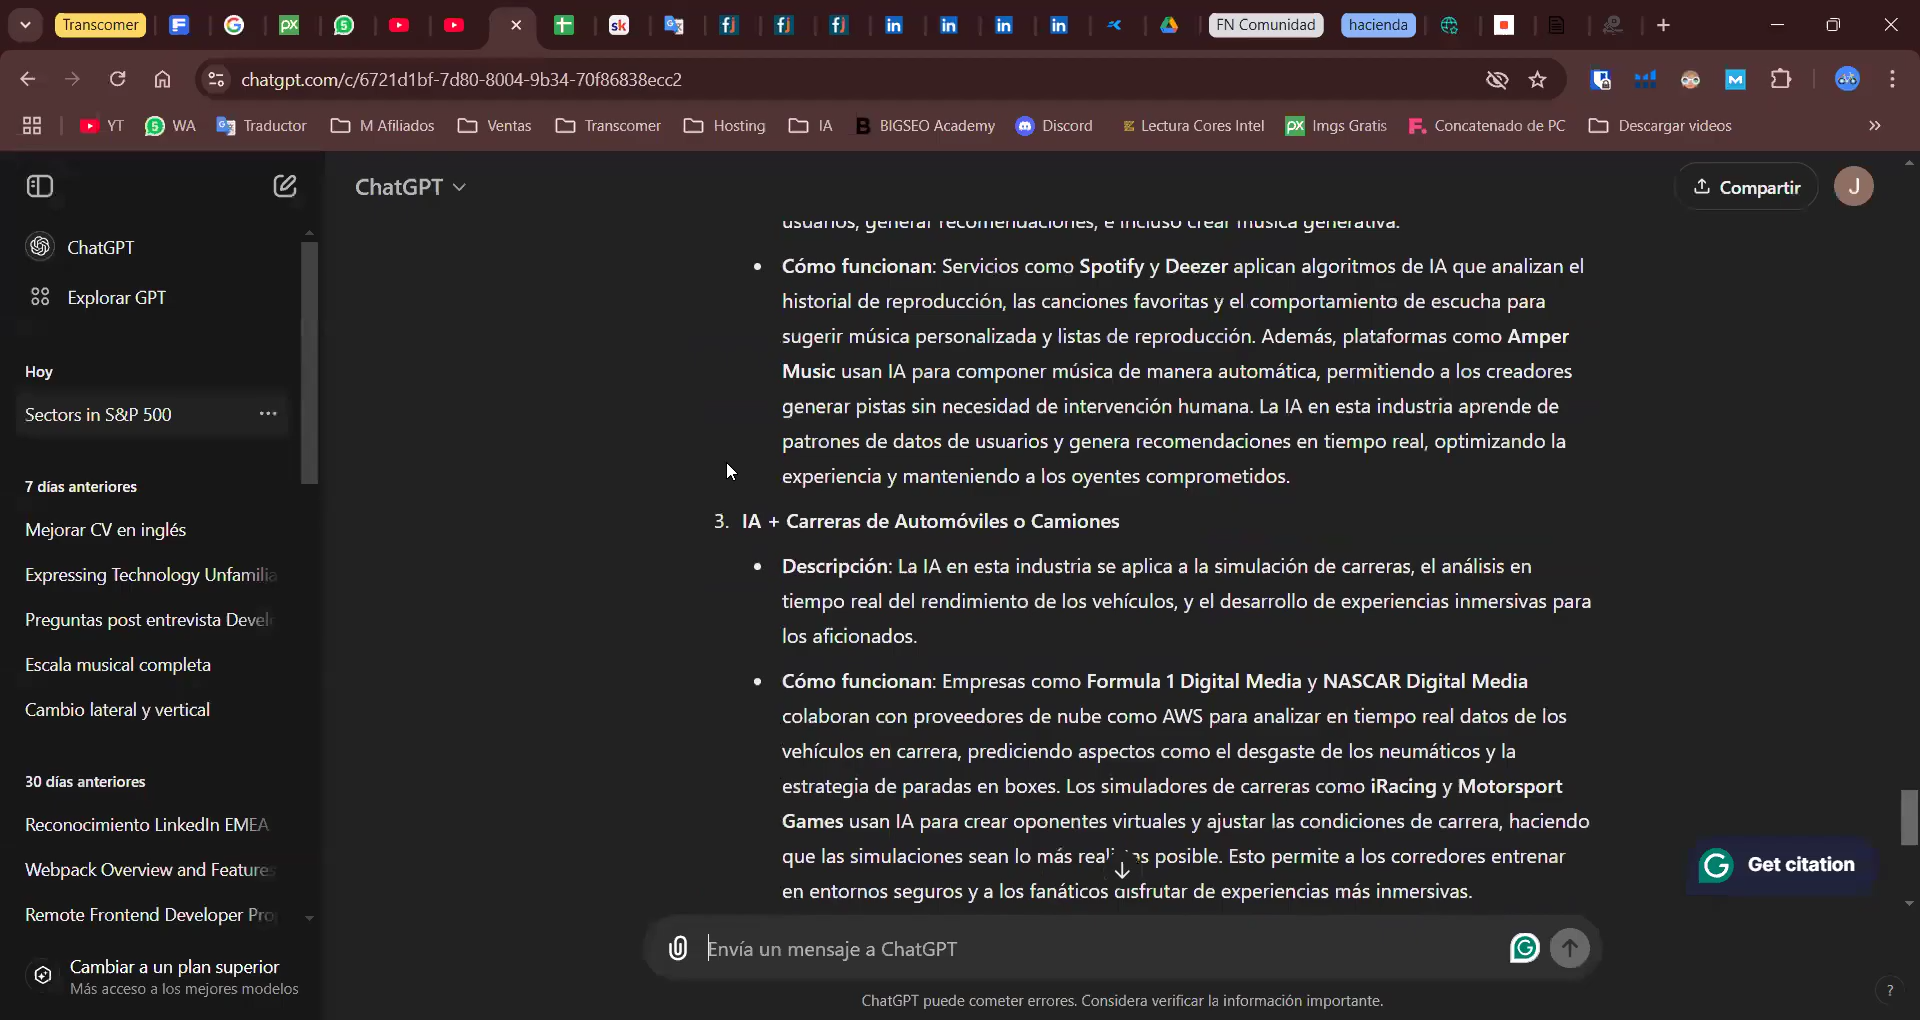 Transcomer
FN Comunidad
hacienda
chatgpt.com/c/6721d1bf-7d80-8004-9b34-70f86838ecc2
YT
WA
Traductor
M Afiliados
Ventas
Transcomer
Hosting
IA
BIGSEO Academy
Discord
Lectura Cores Intel
Imgs Gratis
Concatenado de PC
Descargar videos
ChatGPT
Compartir
J
ChatGPT
Explorar GPT
Hoy
Sectors in S&P 500
7 días anteriores
Mejorar CV en inglés
Expressing Technology Unfamilia
Preguntas post entrevista Devel
Escala musical completa
Cambio lateral y vertical
30 días anteriores
Reconocimiento LinkedIn EMEA
Webpack Overview and Features
Remote Frontend Developer Pro
Cambiar a un plan superior
Más acceso a los mejores modelos
usuarios, generar recomendaciones, e incluso crear música generativa.
• Cómo funcionan: Servicios como Spotify y Deezer aplican algoritmos de IA que analizan el
historial de reproducción, las canciones favoritas y el comportamiento de escucha para
sugerir música personalizada y listas de reproducción. Además, plataformas como Amper
Music usan IA para componer música de manera automática, permitiendo a los creadores
generar pistas sin necesidad de intervención humana. La IA en esta industria aprende de
patrones de datos de usuarios y genera recomendaciones en tiempo real, optimizando la
experiencia y manteniendo a los oyentes comprometidos.
3. IA + Carreras de Automóviles o Camiones
• Descripción: La IA en esta industria se aplica a la simulación de carreras, el análisis en
tiempo real del rendimiento de los vehículos, y el desarrollo de experiencias inmersivas para
los aficionados.
• Cómo funcionan: Empresas como Formula 1 Digital Media y NASCAR Digital Media
colaboran con proveedores de nube como AWS para analizar en tiempo real datos de los
vehículos en carrera, prediciendo aspectos como el desgaste de los neumáticos y la
estrategia de paradas en boxes. Los simuladores de carreras como iRacing y Motorsport
Games usan IA para crear oponentes virtuales y ajustar las condiciones de carrera, haciendo
que las simulaciones sean lo más realistas posible. Esto permite a los corredores entrenar
en entornos seguros y a los fanáticos disfrutar de experiencias más inmersivas.
Get citation
Envía un mensaje a ChatGPT
ChatGPT puede cometer errores. Considera verificar la información importante.
?